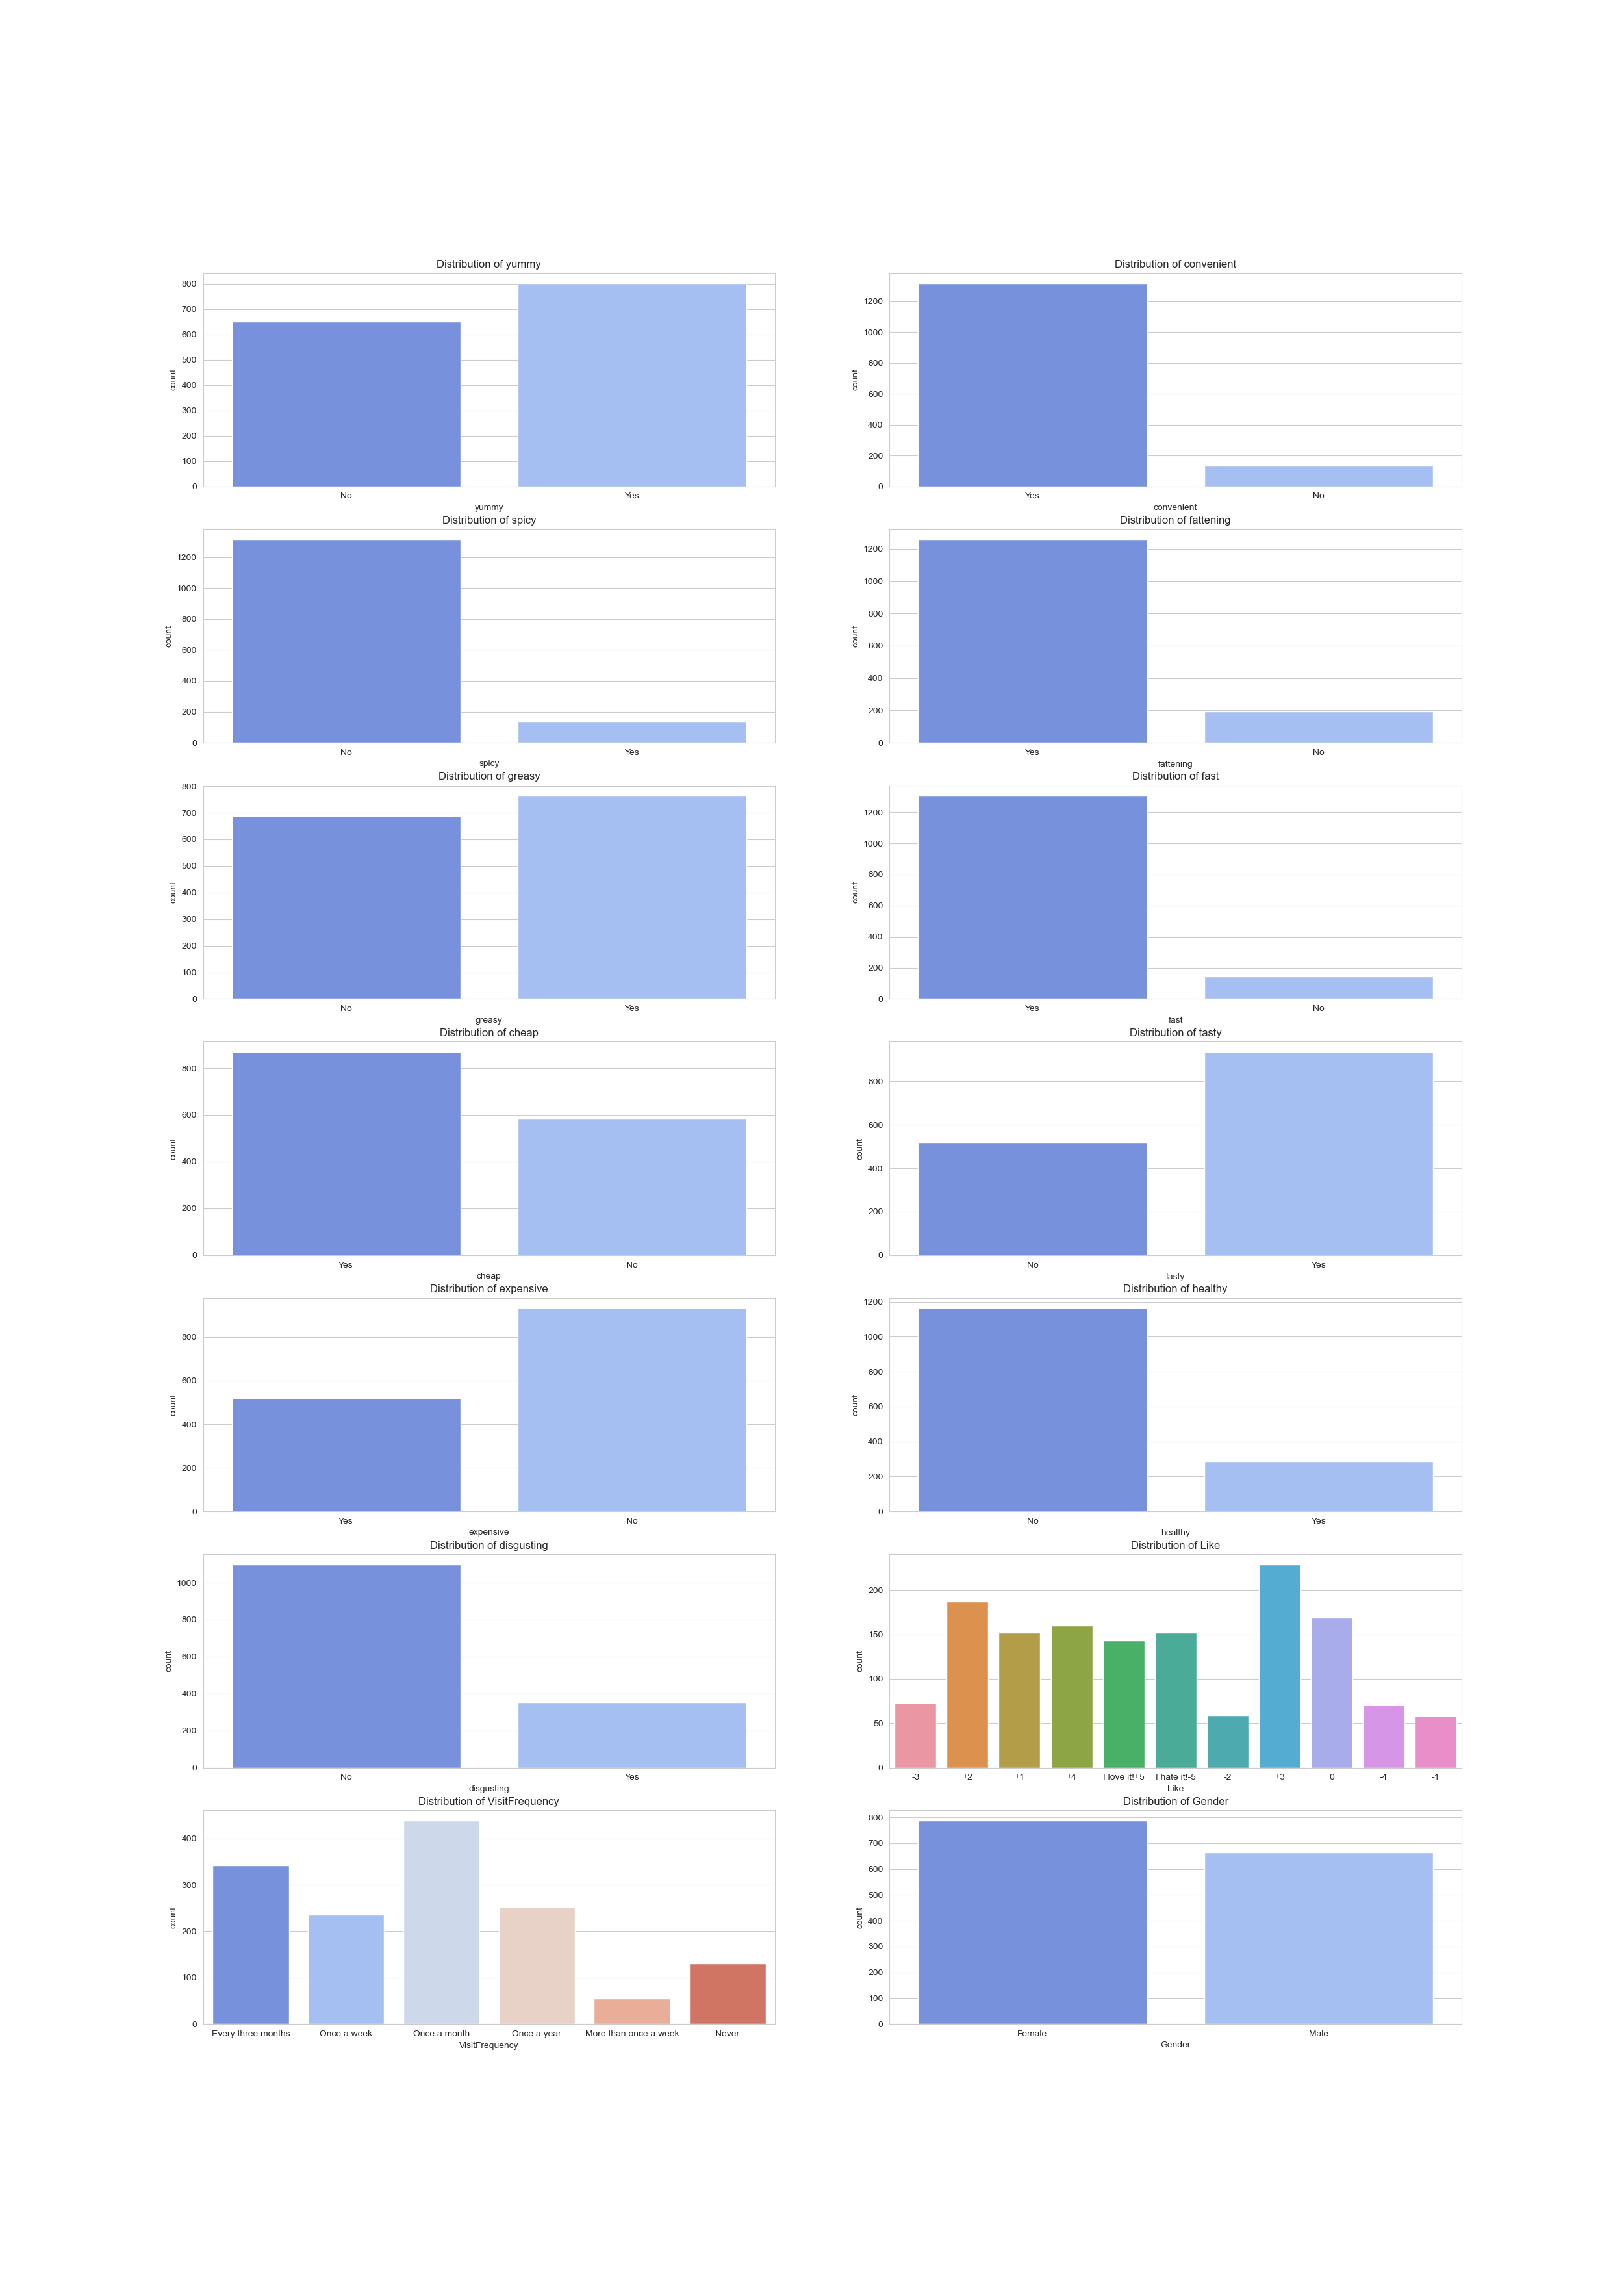 Distribution of yummy
800
700
600
500
400
300
200
100
0
count
No Yes
yummy
Distribution of convenient
1200
1000
800
600
400
200
0
count
Yes No
convenient
Distribution of spicy
1200
1000
800
600
400
200
0
count
No Yes
spicy
Distribution of fattening
1200
1000
800
600
400
200
0
count
Yes No
fattening
Distribution of greasy
800
700
600
500
400
300
200
100
0
count
No Yes
greasy
Distribution of fast
1200
1000
800
600
400
200
0
count
Yes No
fast
Distribution of cheap
800
600
400
200
0
count
Yes No
cheap
Distribution of tasty
800
600
400
200
0
count
No Yes
tasty
Distribution of expensive
800
600
400
200
0
count
Yes No
expensive
Distribution of healthy
1200
1000
800
600
400
200
0
count
No Yes
healthy
Distribution of disgusting
1000
800
600
400
200
0
count
No Yes
disgusting
Distribution of Like
200
150
100
50
0
count
-3 +2 +1 +4 I love it!+5 I hate it!-5 -2 +3 0 -4 -1
Like
Distribution of VisitFrequency
400
300
200
100
0
count
Every three months Once a week Once a month Once a year More than once a week Never
VisitFrequency
Distribution of Gender
800
700
600
500
400
300
200
100
0
count
Female Male
Gender